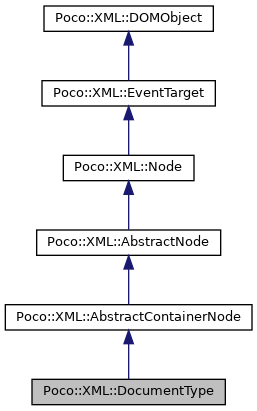 Poco::XML::DOMObject
Poco::XML::EventTarget
Poco::XML::Node
Poco::XML::AbstractNode
Poco::XML::AbstractContainerNode
Poco::XML::DocumentType